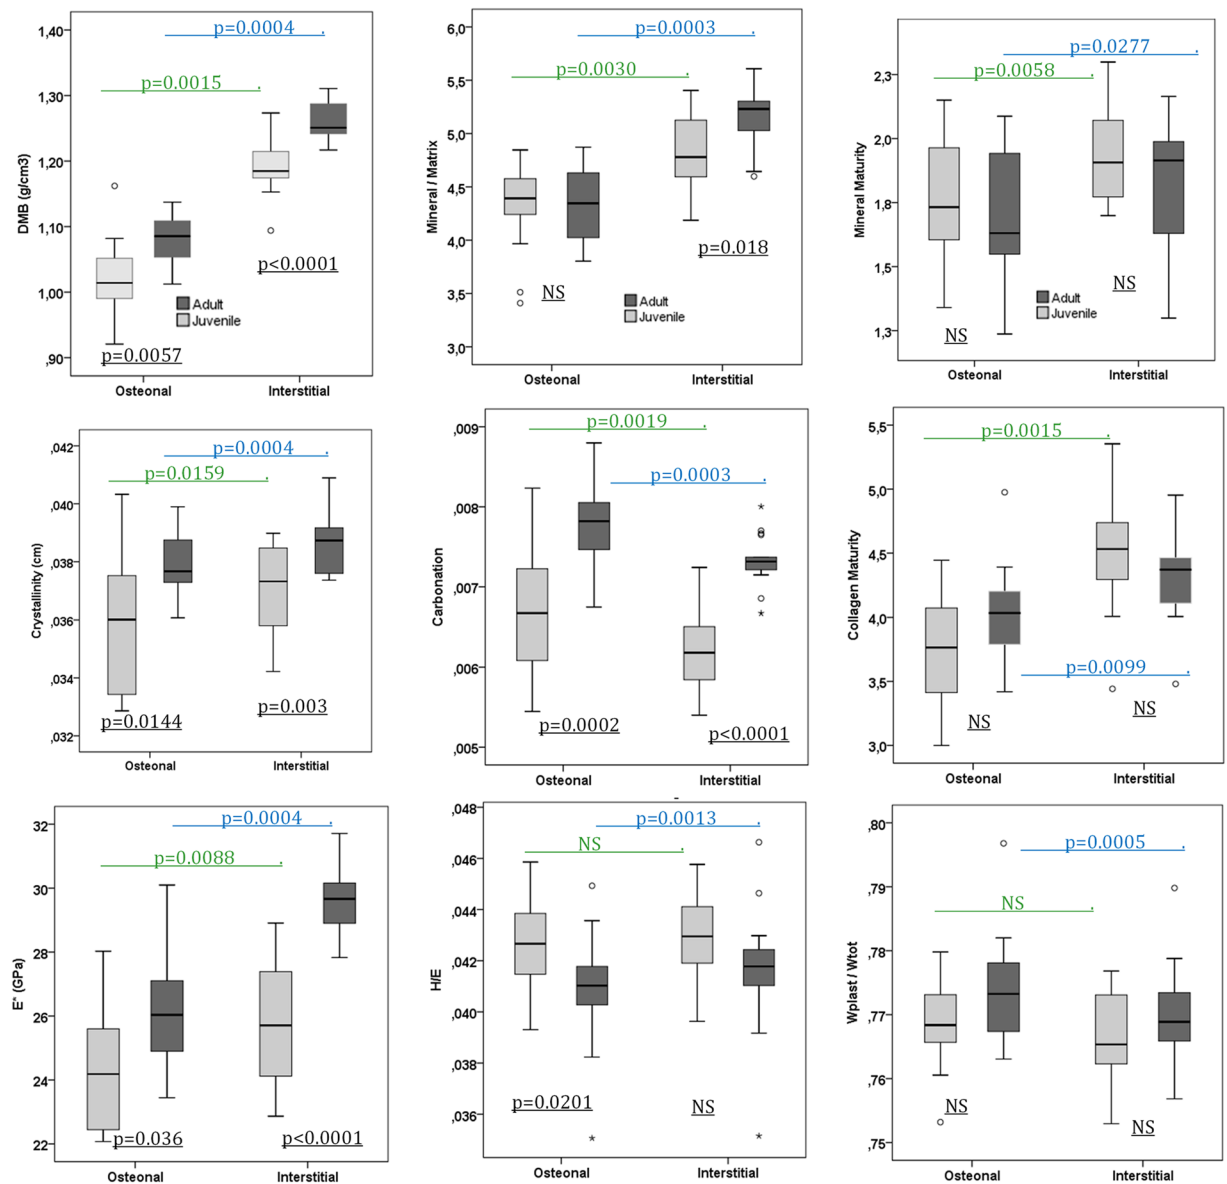 p=0.0004
p=0.0015
1,40
1,30
1,20
1,10
1,00
,90
DMB (g/cm3)
p<0.0001
Adult
Juvenile
p=0.0057
Osteonal
Interstitial
p=0.0003
p=0.0030
6,0
5,5
5,0
4,5
4,0
3,5
3,0
Mineral / Matrix
p=0.018
NS
Adult
Juvenile
Osteonal
Interstitial
p=0.0277
p=0.0058
2,3
2,0
1,8
1,5
1,3
Mineral Maturity
NS
Adult
Juvenile
NS
Osteonal
Interstitial
p=0.0004
p=0.0159
,042
,040
,038
,036
,034
,032
Crystallinity (cm)
p=0.003
p=0.0144
Osteonal
Interstitial
p=0.0019
p=0.0003
,009
,008
,007
,006
,005
Carbonation
p=0.0002
p<0.0001
Osteonal
Interstitial
p=0.0015
5,5
5,0
4,5
4,0
3,5
3,0
Collagen Maturity
p=0.0099
NS
NS
Osteonal
Interstitial
p=0.0004
p=0.0088
32
30
28
26
24
22
E* (GPa)
p=0.036
p<0.0001
Osteonal
Interstitial
p=0.0013
NS
,048
,046
,044
,042
,040
,038
,036
H/E
p=0.0201
NS
Osteonal
Interstitial
p=0.0005
NS
,80
,79
,78
,77
,76
,75
Wplast / Wtot
NS
NS
Osteonal
Interstitial